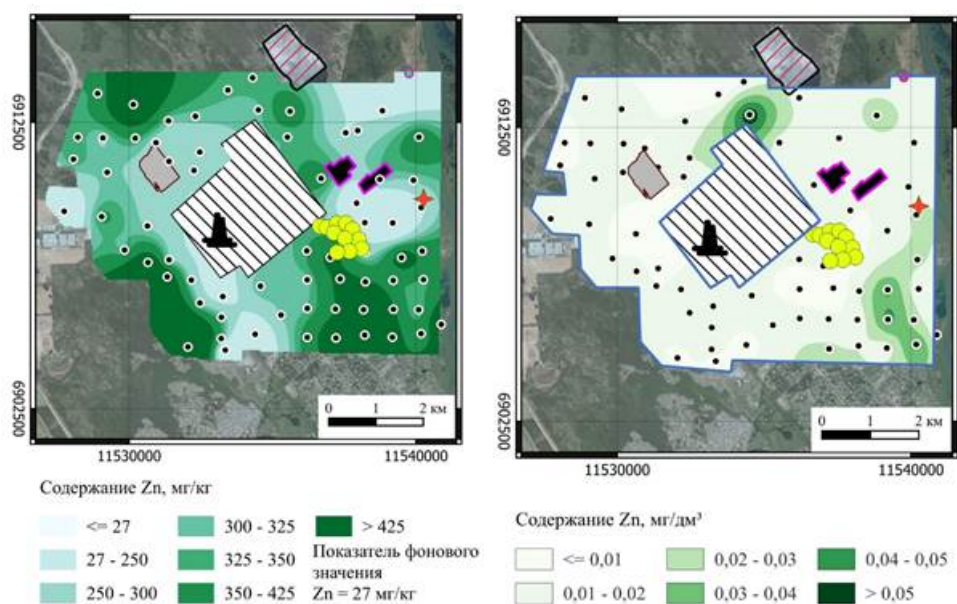 6912500
6902500
0 1 2 км
11530000 11540000
Содержание Zn, мг/кг
<= 27
27 - 250
250 - 300
300 - 325
325 - 350
350 - 425
> 425
Показатель фонового
значения
Zn = 27 мг/кг
6912500
6902500
0 1 2 км
11530000 11540000
Содержание Zn, мг/дм³
<= 0,01
0,01 - 0,02
0,02 - 0,03
0,03 - 0,04
0,04 - 0,05
> 0,05